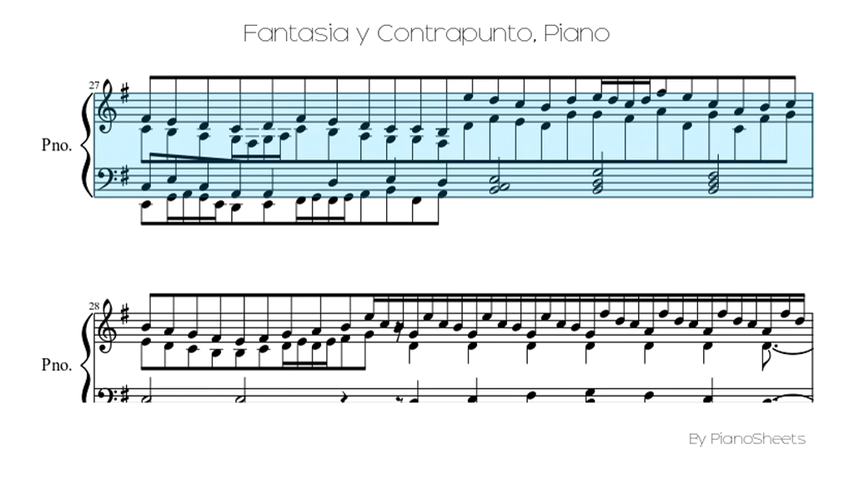 Fantasia y Contrapunto, Piano
27
Pno.
28
Pno.
By PianoSheets